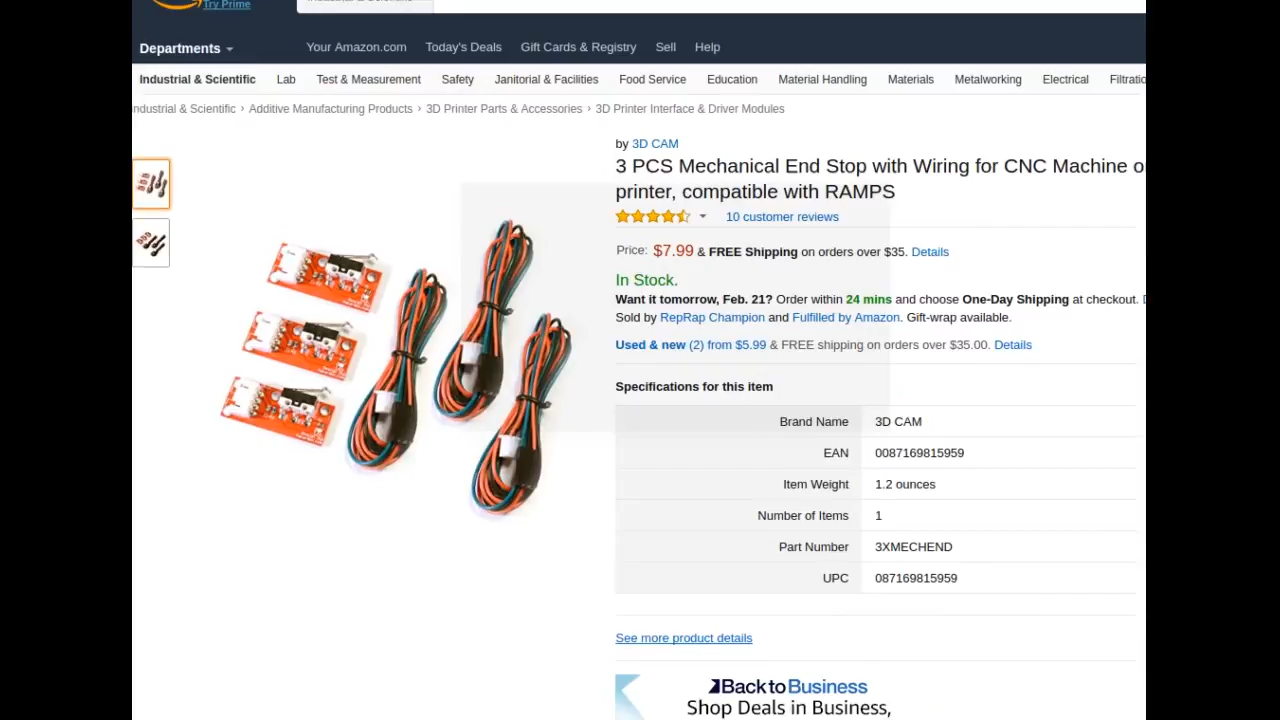 Try Prime
Departments
Your Amazon.com Today's Deals Gift Cards & Registry Sell Help
Industrial & Scientific Lab Test & Measurement Safety Janitorial & Facilities Food Service Education Material Handling Materials Metalworking Electrical Filtratio
ndustrial & Scientific › Additive Manufacturing Products › 3D Printer Parts & Accessories › 3D Printer Interface & Driver Modules
by 3D CAM
3 PCS Mechanical End Stop with Wiring for CNC Machine o
printer, compatible with RAMPS
10 customer reviews
Price: $7.99 & FREE Shipping on orders over $35. Details
In Stock.
Want it tomorrow, Feb. 21? Order within 24 mins and choose One-Day Shipping at checkout.
Sold by RepRap Champion and Fulfilled by Amazon. Gift-wrap available.
Used & new (2) from $5.99 & FREE shipping on orders over $35.00. Details
Specifications for this item
Brand Name 3D CAM
EAN 0087169815959
Item Weight 1.2 ounces
Number of Items 1
Part Number 3XMECHEND
UPC 087169815959
See more product details
Back to Business
Shop Deals in Business,